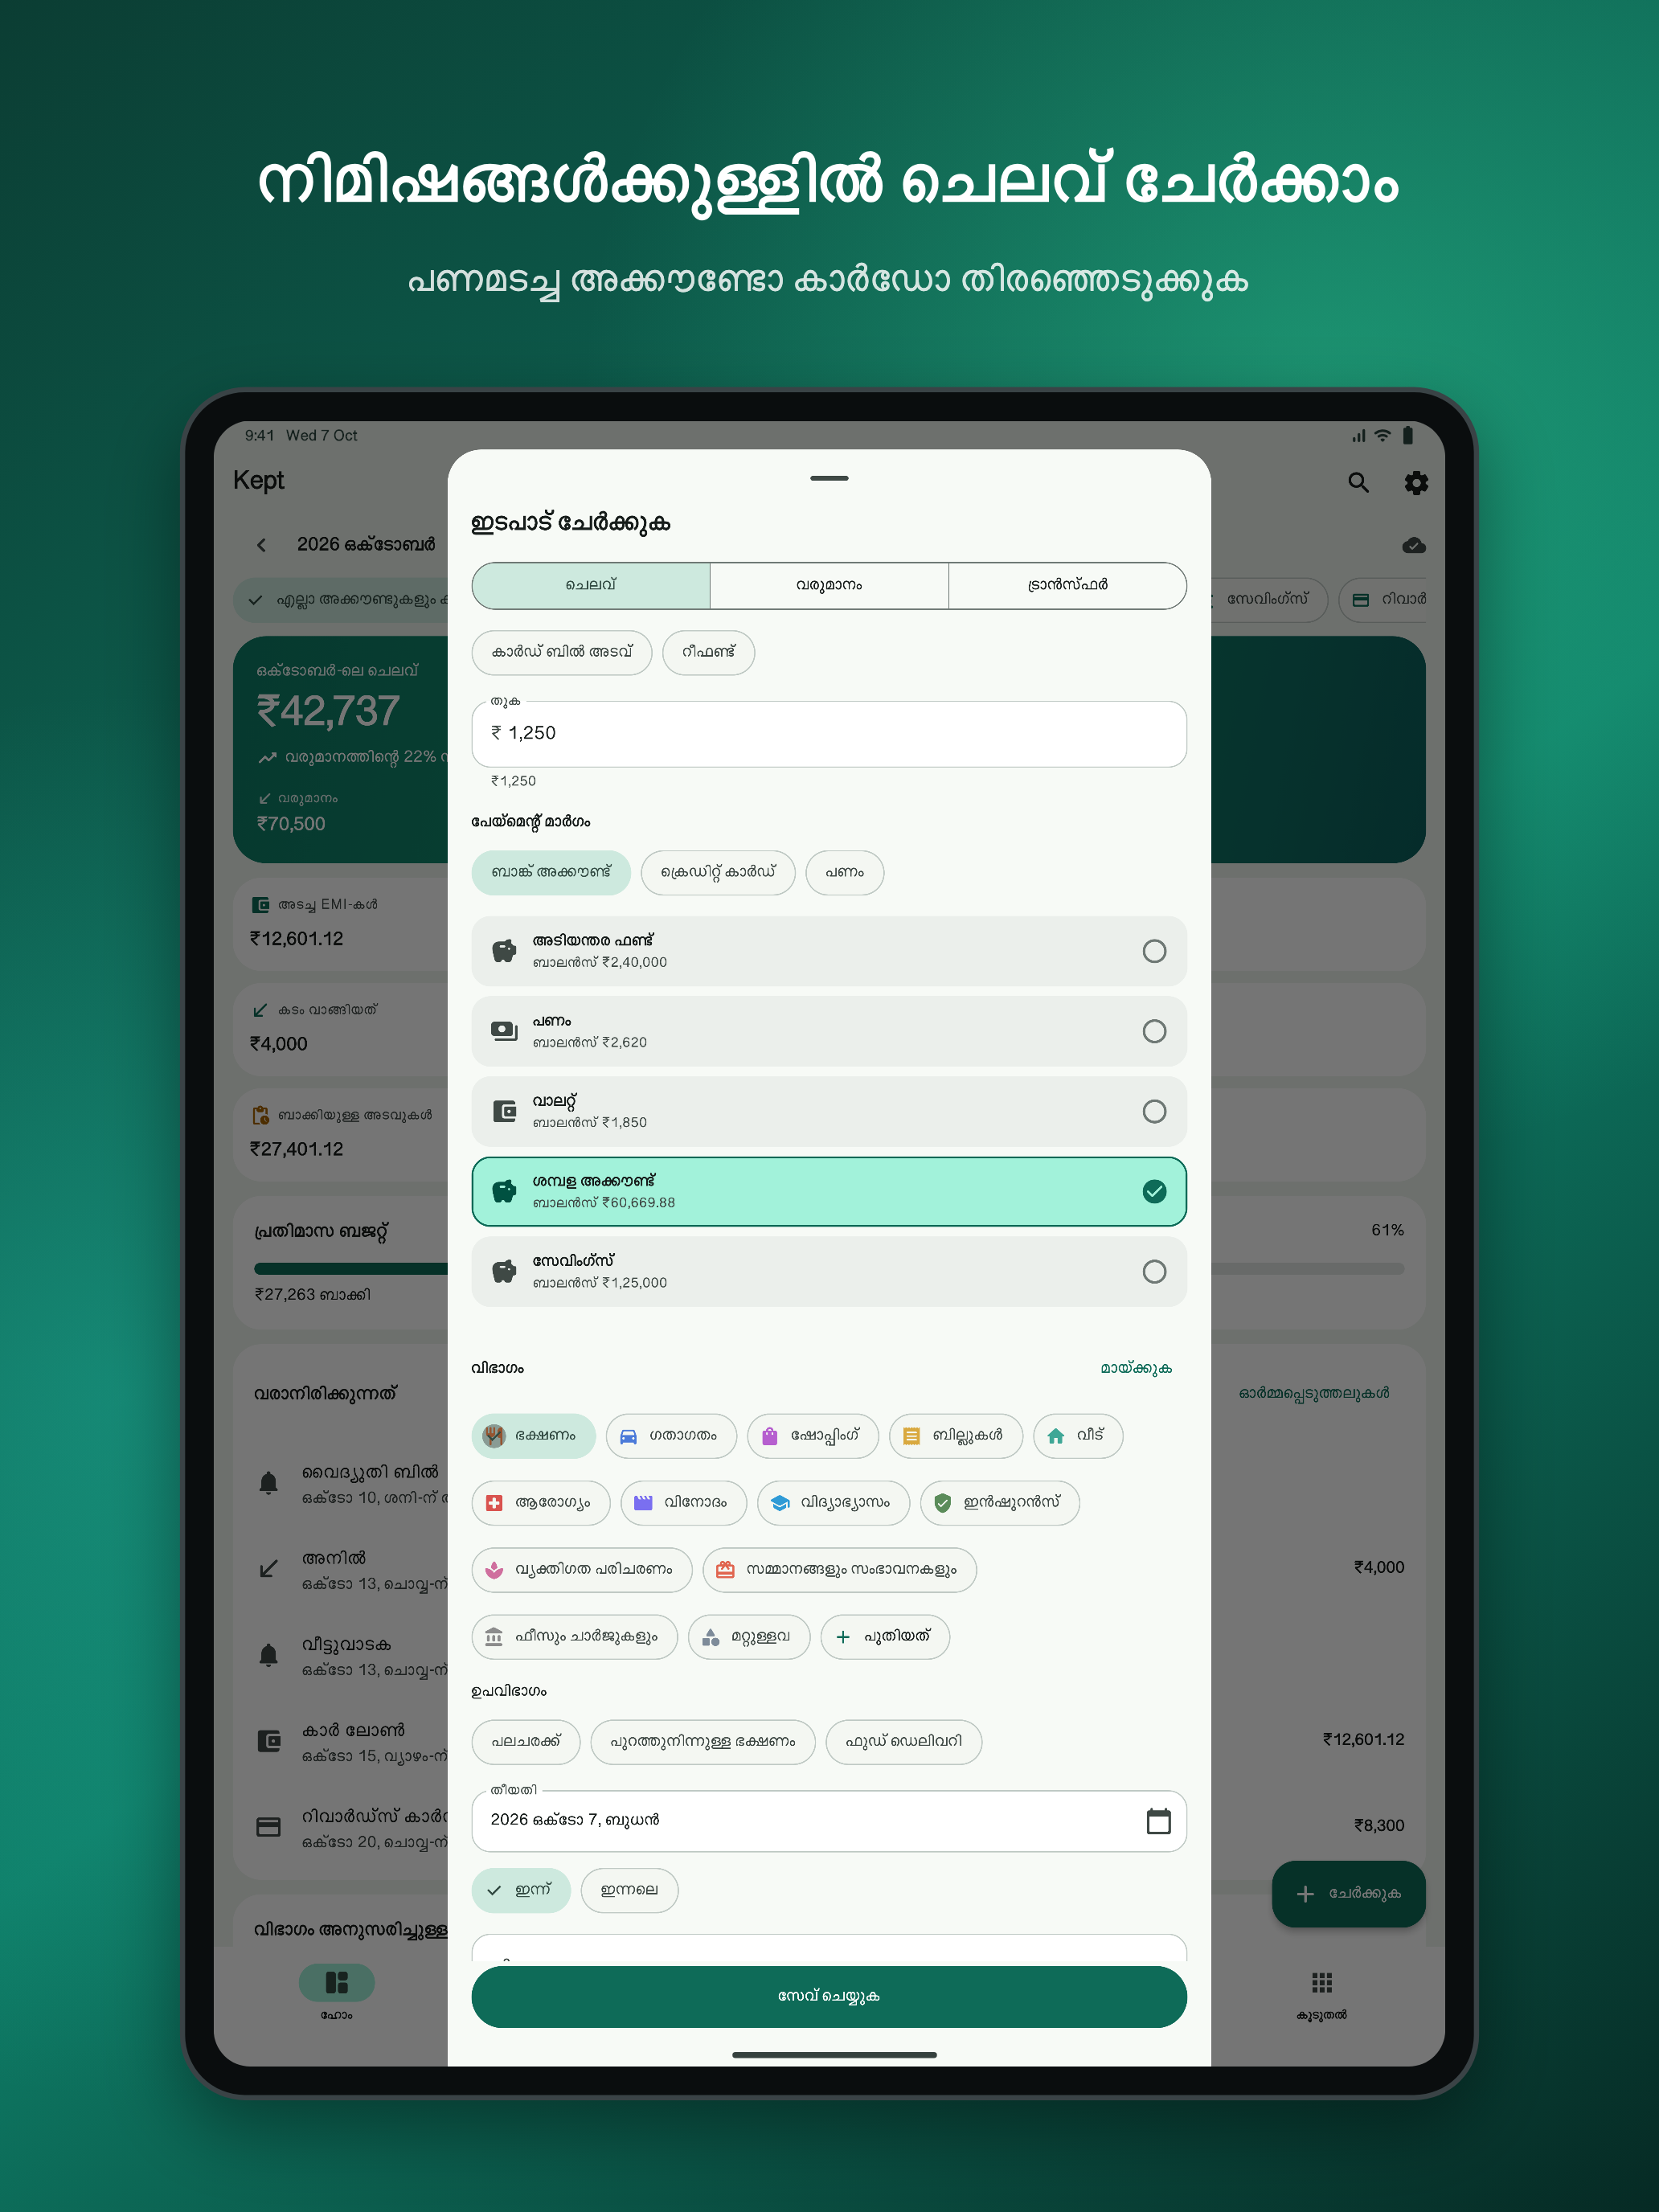 നിമിഷങ്ങൾക്കുള്ളിൽ ചെലവ് ചേർക്കാം
പണമടച്ച അക്കൗണ്ടോ കാർഡോ തിരഞ്ഞെടുക്കുക
9:41 Wed 7 Oct
Kept
2026 ഒക്ടോബർ
എല്ലാ അക്കൗണ്ടുകളും
സേവിംഗ്സ്
ഒക്ടോബർ-ലെ ചെലവ്
₹42,737
വരുമാനത്തിന്റെ 22%
വരുമാനം
₹70,500
അടച്ച EMI-കൾ
₹12,601.12
കടം വാങ്ങിയത്
₹4,000
ബാക്കിയുള്ള അടവുകൾ
₹27,401.12
പ്രതിമാസ ബജറ്റ്
61%
₹27,263 ബാക്കി
വരാനിരിക്കുന്നത്
ഓർമ്മപ്പെടുത്തലുകൾ
വൈദ്യുതി ബിൽ
ഒക്ടോ 10, ശനി-ന്
അനിൽ
ഒക്ടോ 13, ചൊവ്വ-ന്
₹4,000
വീട്ടുവാടക
ഒക്ടോ 13, ചൊവ്വ-ന്
കാർ ലോൺ
ഒക്ടോ 15, വ്യാഴം-ന്
₹12,601.12
റിവാർഡ്സ്
ഒക്ടോ 20, ചൊവ്വ-ന്
₹8,300
ചേർക്കുക
വിഭാഗം അനുസരിച്ചുള്ള
ഹോം
കൂടുതൽ
ഇടപാട് ചേർക്കുക
ചെലവ്
വരുമാനം
ട്രാൻസ്ഫർ
കാർഡ് ബിൽ അടവ്
റീഫണ്ട്
തുക
₹ 1,250
₹1,250
പേയ്മെന്റ് മാർഗം
ബാങ്ക് അക്കൗണ്ട്
ക്രെഡിറ്റ് കാർഡ്
പണം
അടിയന്തര ഫണ്ട്
ബാലൻസ് ₹2,40,000
പണം
ബാലൻസ് ₹2,620
വാലറ്റ്
ബാലൻസ് ₹1,850
ശമ്പള അക്കൗണ്ട്
ബാലൻസ് ₹60,669.88
സേവിംഗ്സ്
ബാലൻസ് ₹1,25,000
വിഭാഗം
മായ്ക്കുക
ഭക്ഷണം
ഗതാഗതം
ഷോപ്പിംഗ്
ബില്ലുകൾ
വീട്
ആരോഗ്യം
വിനോദം
വിദ്യാഭ്യാസം
ഇൻഷുറൻസ്
വ്യക്തിഗത പരിചരണം
സമ്മാനങ്ങളും സംഭാവനകളും
ഫീസും ചാർജുകളും
മറ്റുള്ളവ
പുതിയത്
ഉപവിഭാഗം
പലചരക്ക്
പുറത്തുനിന്നുള്ള ഭക്ഷണം
ഫുഡ് ഡെലിവറി
തീയതി
2026 ഒക്ടോ 7, ബുധൻ
ഇന്ന്
ഇന്നലെ
സേവ് ചെയ്യുക